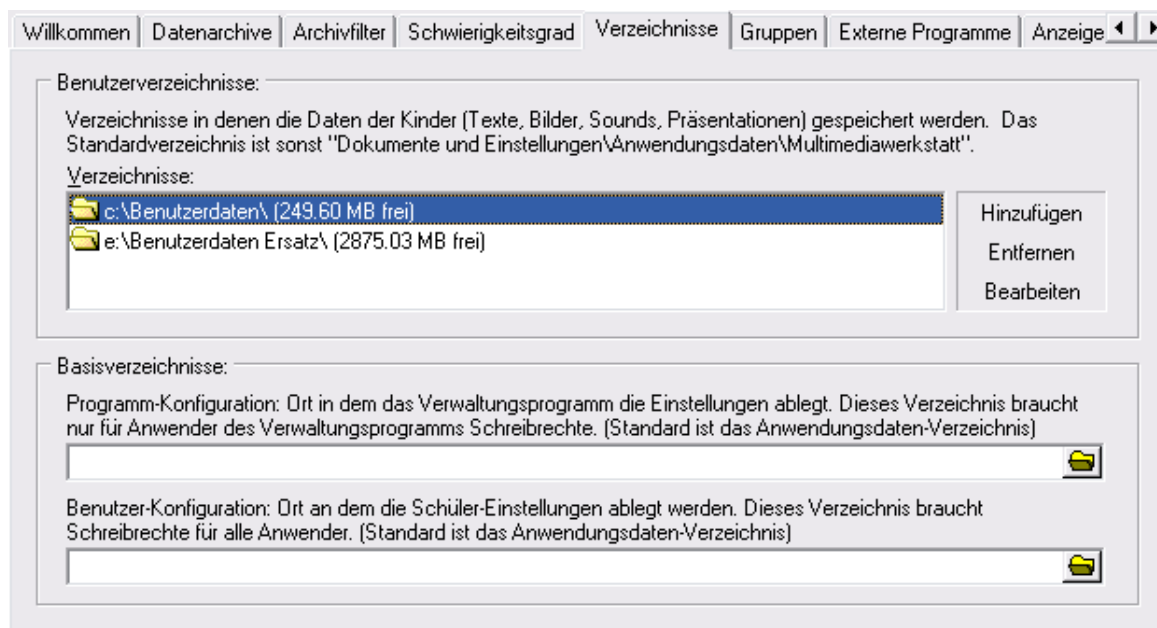 Willkommen Datenarchive Archivfilter Schwierigkeitsgrad Verzeichnisse Gruppen Externe Programme Anzeige
Benutzerverzeichnisse:
Verzeichnisse in denen die Daten der Kinder (Texte, Bilder, Sounds, Präsentationen) gespeichert werden. Das
Standardverzeichnis ist sonst "Dokumente und Einstellungen\Anwendungsdaten\Multimediawerkstatt".
Verzeichnisse:
c:\Benutzerdaten\ (249.60 MB frei)
e:\Benutzerdaten Ersatz\ (2875.03 MB frei)
Hinzufügen
Entfernen
Bearbeiten
Basisverzeichnisse:
Programm-Konfiguration: Ort in dem das Verwaltungsprogramm die Einstellungen ablegt. Dieses Verzeichnis braucht
nur für Anwender des Verwaltungsprogramms Schreibrechte. (Standard ist das Anwendungsdaten-Verzeichnis)
Benutzer-Konfiguration: Ort an dem die Schüler-Einstellungen ablegt werden. Dieses Verzeichnis braucht
Schreibrechte für alle Anwender. (Standard ist das Anwendungsdaten-Verzeichnis)